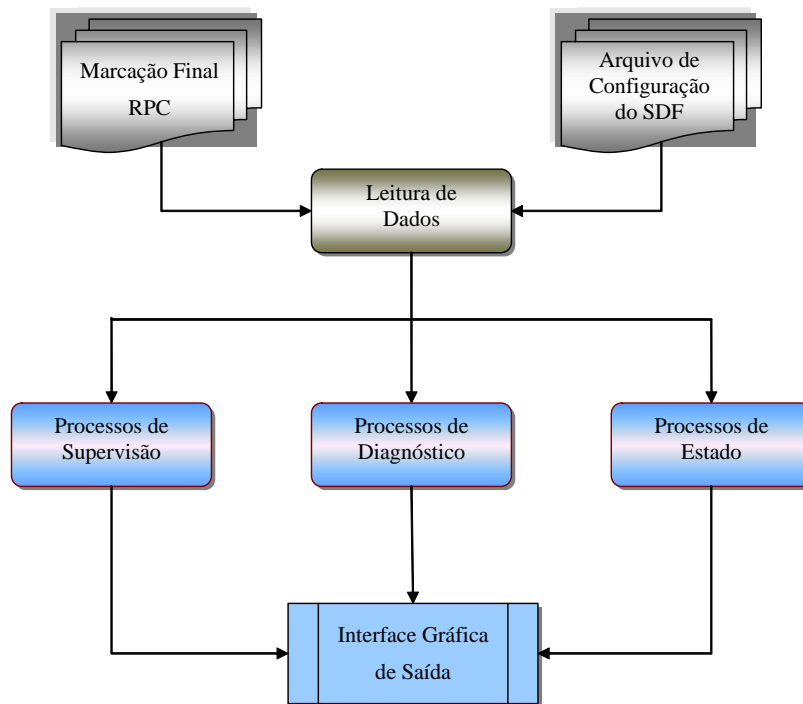 Marcação Final
RPC
Arquivo de
Configuração
do SDF
Leitura de
Dados
Processos de
Supervisão
Processos de
Diagnóstico
Processos de
Estado
Interface Gráfica
de Saída